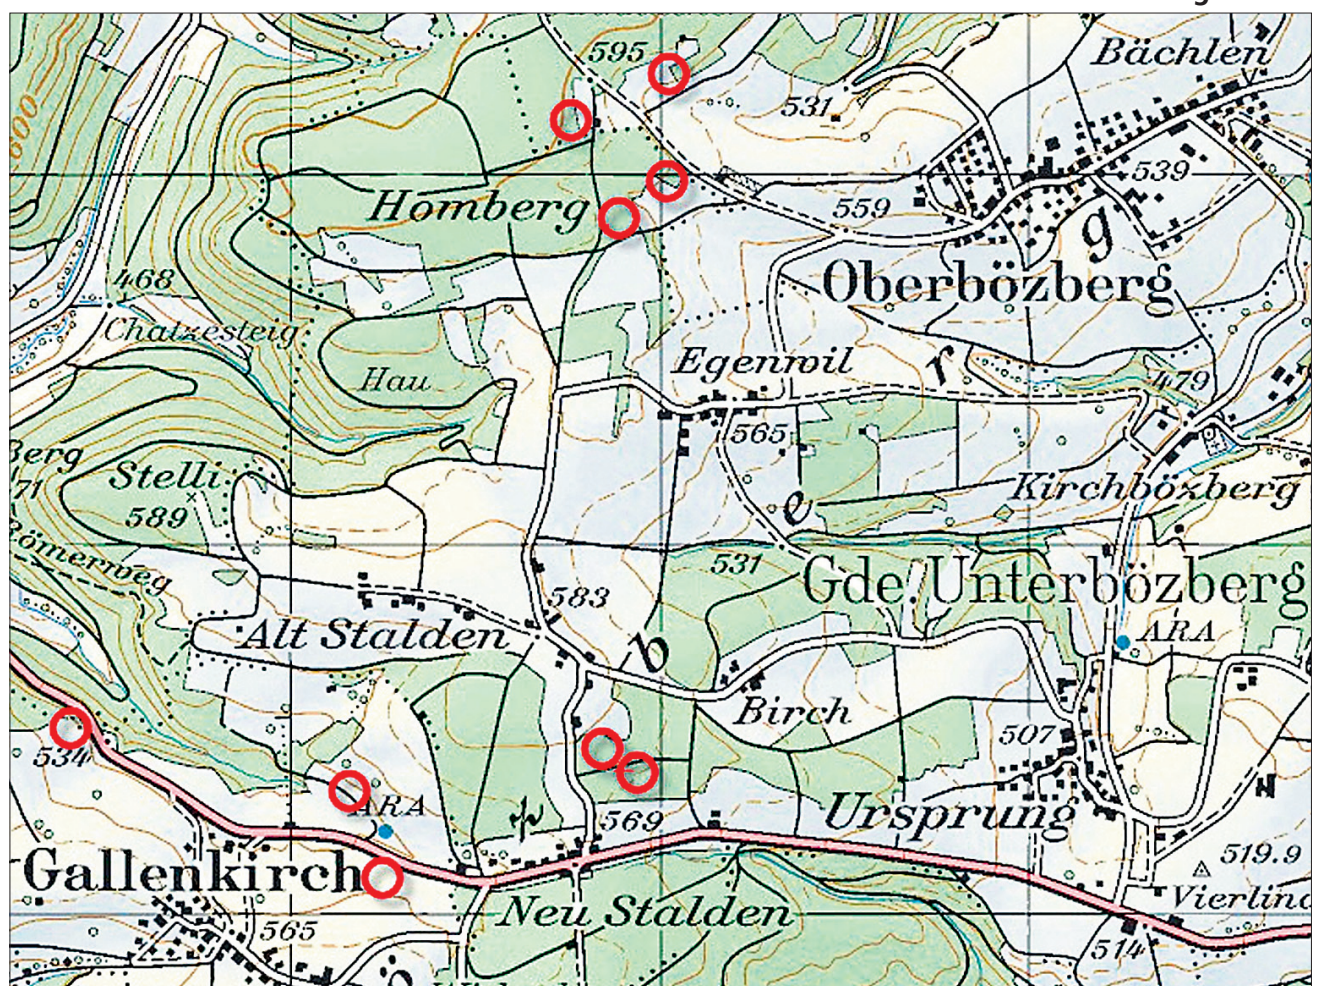 595
Bächlen
531
600
539
Homberg
559
g
468
Oberbözberg
Chatzesteig
Egenwil
r
Hau
479
565
Berg
71
Stelli
Kirchbözberg
589
e
Römerweg
531
Gde. Unterbözberg
583
ARA
Alt Stalden
b
Birch
507
534
ARA
p
569
Ursprung
519.9
Gallenkirch
Vierlind
Neu Stalden
565
514